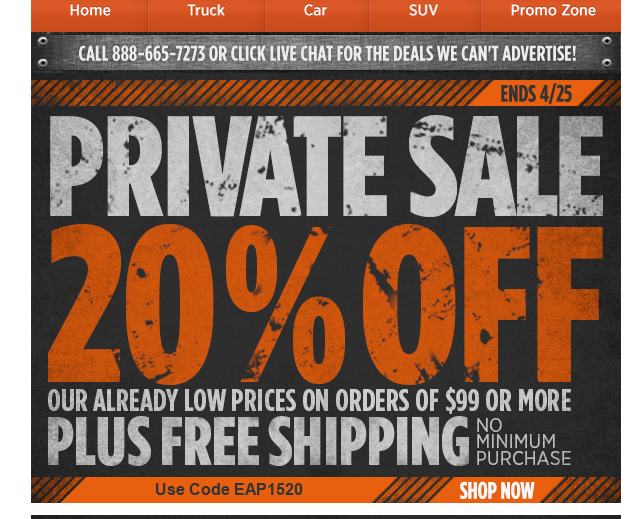 Home Truck Car SUV Promo Zone
CALL 888-665-7273 OR CLICK LIVE CHAT FOR THE DEALS WE CAN'T ADVERTISE!
ENDS 4/25
PRIVATE SALE
20% OFF
OUR ALREADY LOW PRICES ON ORDERS OF $99 OR MORE
PLUS FREE SHIPPING
NO
MINIMUM
PURCHASE
Use Code EAP1520
SHOP NOW